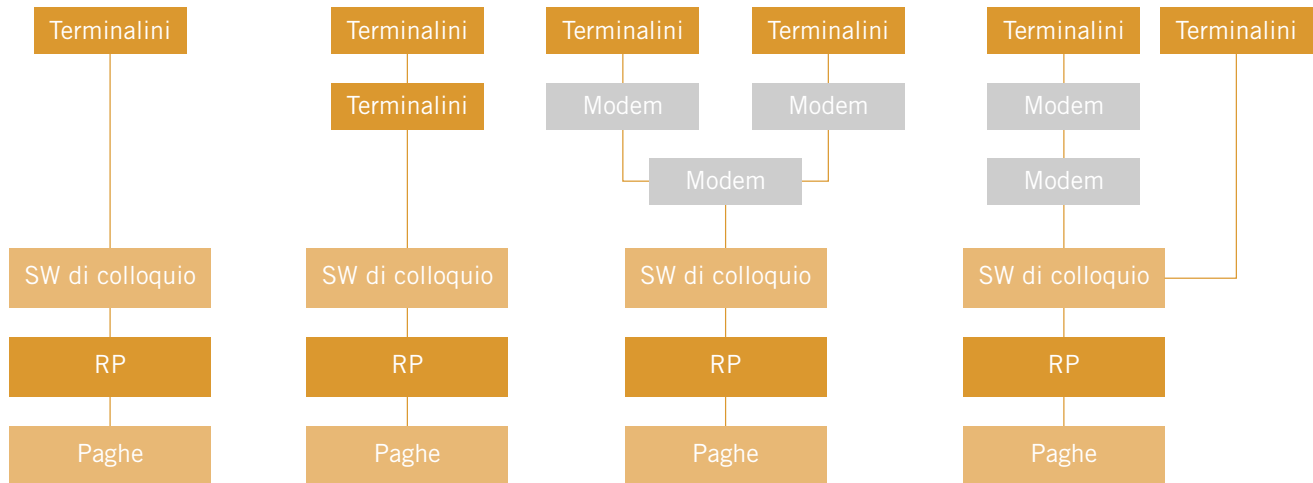 Terminalini
Terminalini
Terminalini
Terminalini
Terminalini
Terminalini
Terminalini
Modem
Modem
Modem
Modem
Modem
SW di colloquio
SW di colloquio
SW di colloquio
SW di colloquio
RP
RP
RP
RP
Paghe
Paghe
Paghe
Paghe